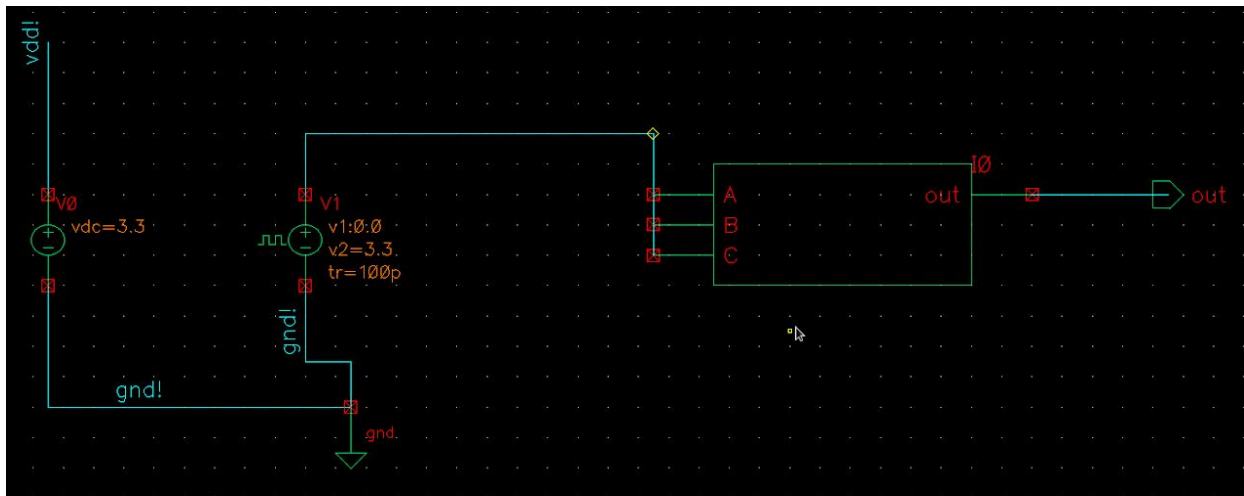 vdd!
V0
vdc=3.3
V1
v1:0.0
v2=3.3
tr=100p
gnd!
gnd!
gnd
I0
A
B
C
out
out